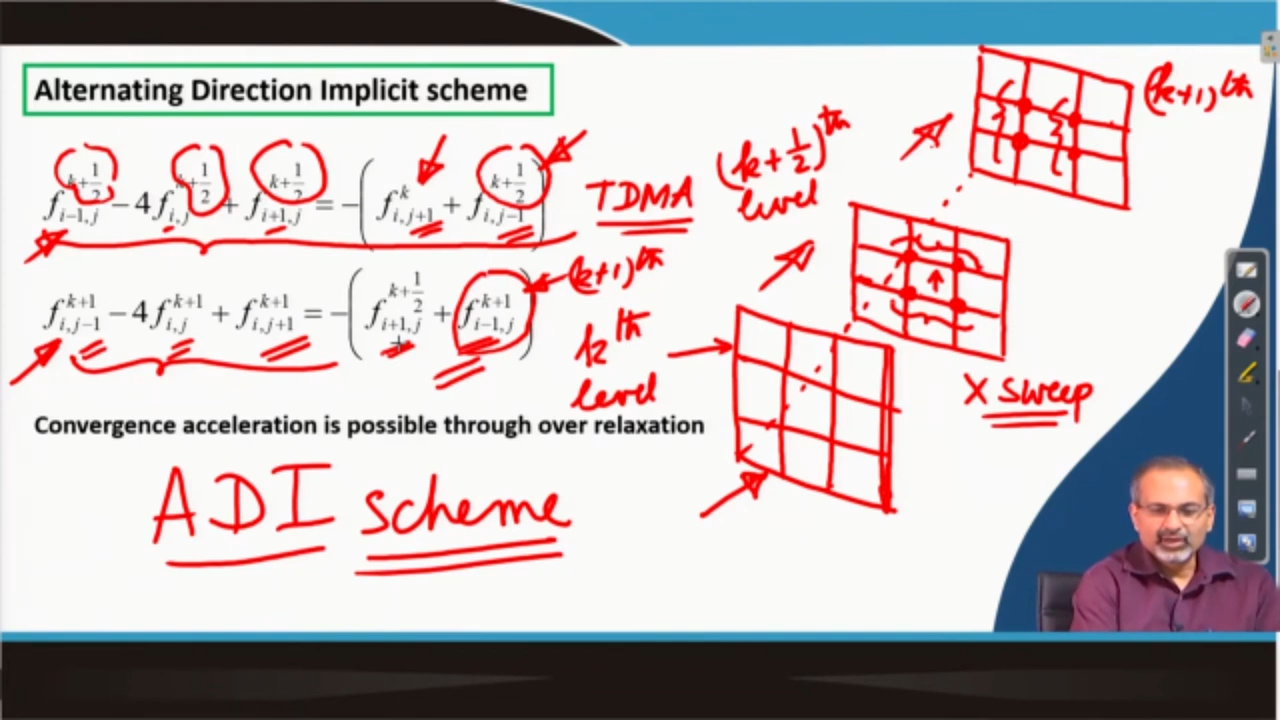 Alternating Direction Implicit scheme
f_{i-1,j}^{k+1/2} - 4f_{i,j}^{k+1/2} + f_{i+1,j}^{k+1/2} = -( f_{i,j+1}^{k} + f_{i,j-1}^{k+1/2} )
TDMA
f_{i,j-1}^{k+1} - 4f_{i,j}^{k+1} + f_{i,j+1}^{k+1} = -( f_{i+1,j}^{k+1/2} + f_{i-1,j}^{k+1} )
(k+1)th
kth
level
(k+1/2)th
level
(k+1)th
X sweep
Convergence acceleration is possible through over relaxation
ADI scheme